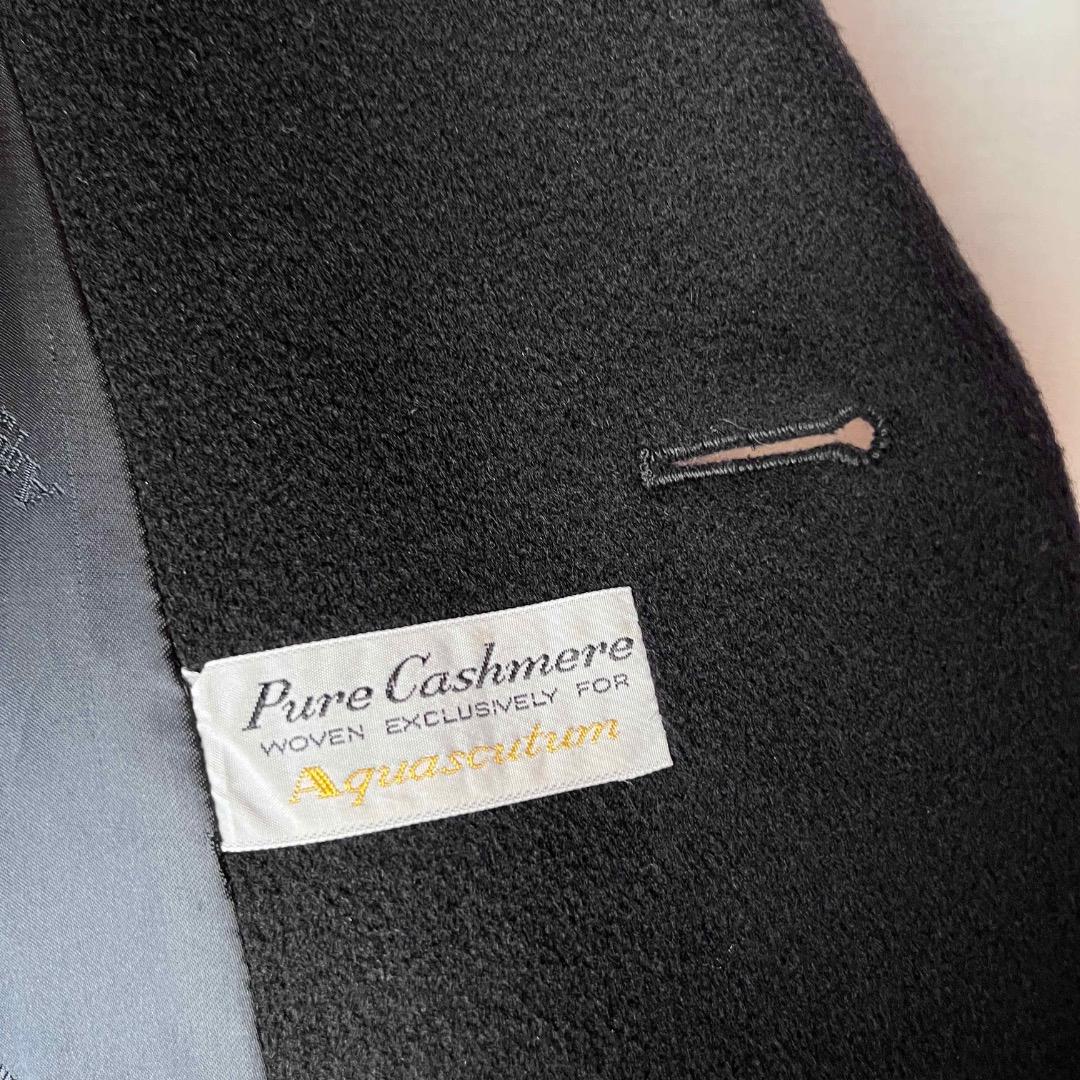 Pure Cashmere
WOVEN EXCLUSIVELY FOR
Aquascutum